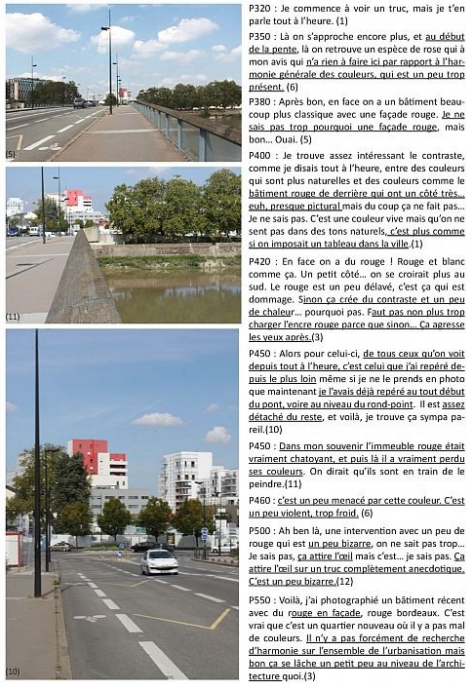 P320 : Je commence à voir un truc, mais je t'en
parle tout à l'heure. (1)
P350 : Là on s'approche encore plus, et au début
de la pente, là on retrouve un espèce de rose qui à
mon avis qui n'a rien à faire ici par rapport à l'har-
monie générale des couleurs, qui est un peu trop
présent. (6)
P380 : Après bon, en face on a un bâtiment beau-
coup plus classique avec une façade rouge. Je ne
sais pas trop pourquoi une façade rouge, mais
bon... Ouai. (5)
P400 : Je trouve assez intéressant le contraste,
comme je disais tout à l'heure, entre des couleurs
qui sont plus naturelles et des couleurs comme le
bâtiment rouge de derrière qui ont un côté très...
euh, presque pictural mais du coup ça ne fait pas...
Je ne sais pas. C'est une couleur vive mais qu'on ne
sent pas dans des tons naturels, c'est plus comme
si on imposait un tableau dans la ville.(1)
P420 : En face on a du rouge ! Rouge et blanc
comme ça. Un petit côté... on se croirait plus au
sud. Le rouge est un peu délavé, c'est ça qui est
dommage. Sinon ça crée du contraste et un peu
de chaleur... pourquoi pas. Faut pas non plus trop
charger l'encre rouge parce que sinon... Ça agresse
les yeux après.(3)
P450 : Alors pour celui-ci, de tous ceux qu'on voit
depuis tout à l'heure, c'est celui que j'ai repéré de-
puis le plus loin même si je ne le prends en photo
que maintenant je l'avais déjà repéré au tout début
du pont, voire au niveau du rond-point. Il est assez
détaché du reste, et voilà, je trouve ça sympa pa-
reil.(10)
P450 : Dans mon souvenir l'immeuble rouge était
vraiment chatoyant, et puis là il a vraiment perdu
ses couleurs. On dirait qu'ils sont en train de le
peindre.(11)
P460 : c'est un peu menacé par cette couleur. C'est
un peu violent, trop froid. (6)
P500 : Ah ben là, une intervention avec un peu de
rouge qui est un peu bizarre, on ne sait pas trop...
Je sais pas, ça attire l'œil mais c'est... je sais pas. Ça
attire l'œil sur un truc complètement anecdotique.
C'est un peu bizarre.(12)
P550 : Voilà, j'ai photographié un bâtiment récent
avec du rouge en façade, rouge bordeaux. C'est
vrai que c'est un quartier nouveau où il y a pas mal
de couleurs. Il n'y a pas forcément de recherche
d'harmonie sur l'ensemble de l'urbanisation mais
bon ça se lâche un petit peu au niveau de l'archi-
tecture quoi.(3)
(5)
(11)
(10)